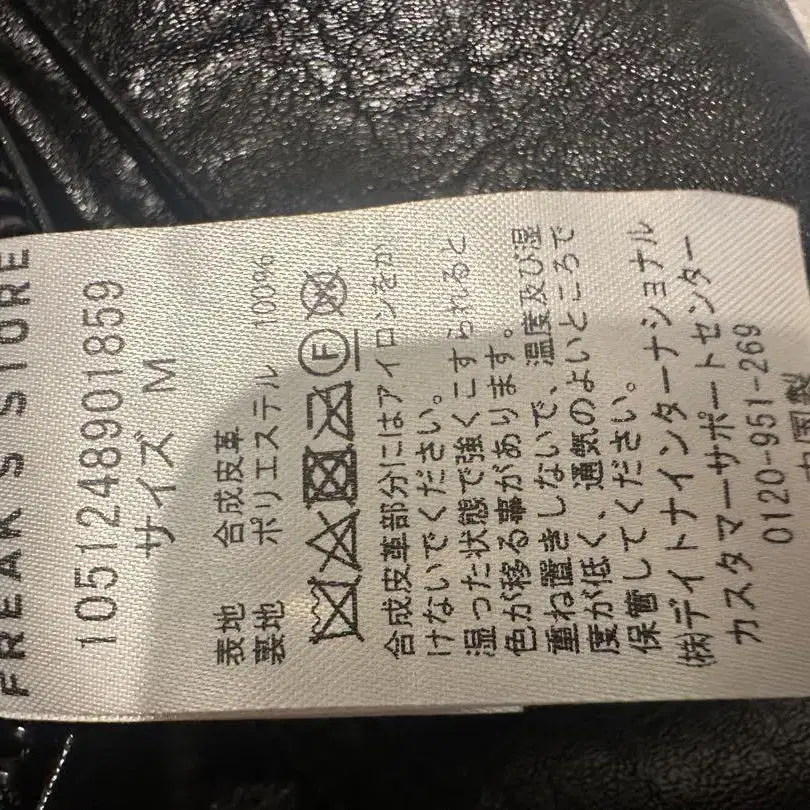 FREAK'S STORE
1051248901859
サイズ M
表地 合成皮革
裏地 ポリエステル 100%
F
合成皮革部分にはアイロンをか
けないでください。
湿った状態で強くこすられると
色が移る事があります。
重ね置きしないで、温度及び湿
度が低く、通気のよいところで
保管してください。
㈱デイトナインターナショナル
カスタマーサポートセンター
0120-951-269
中国製